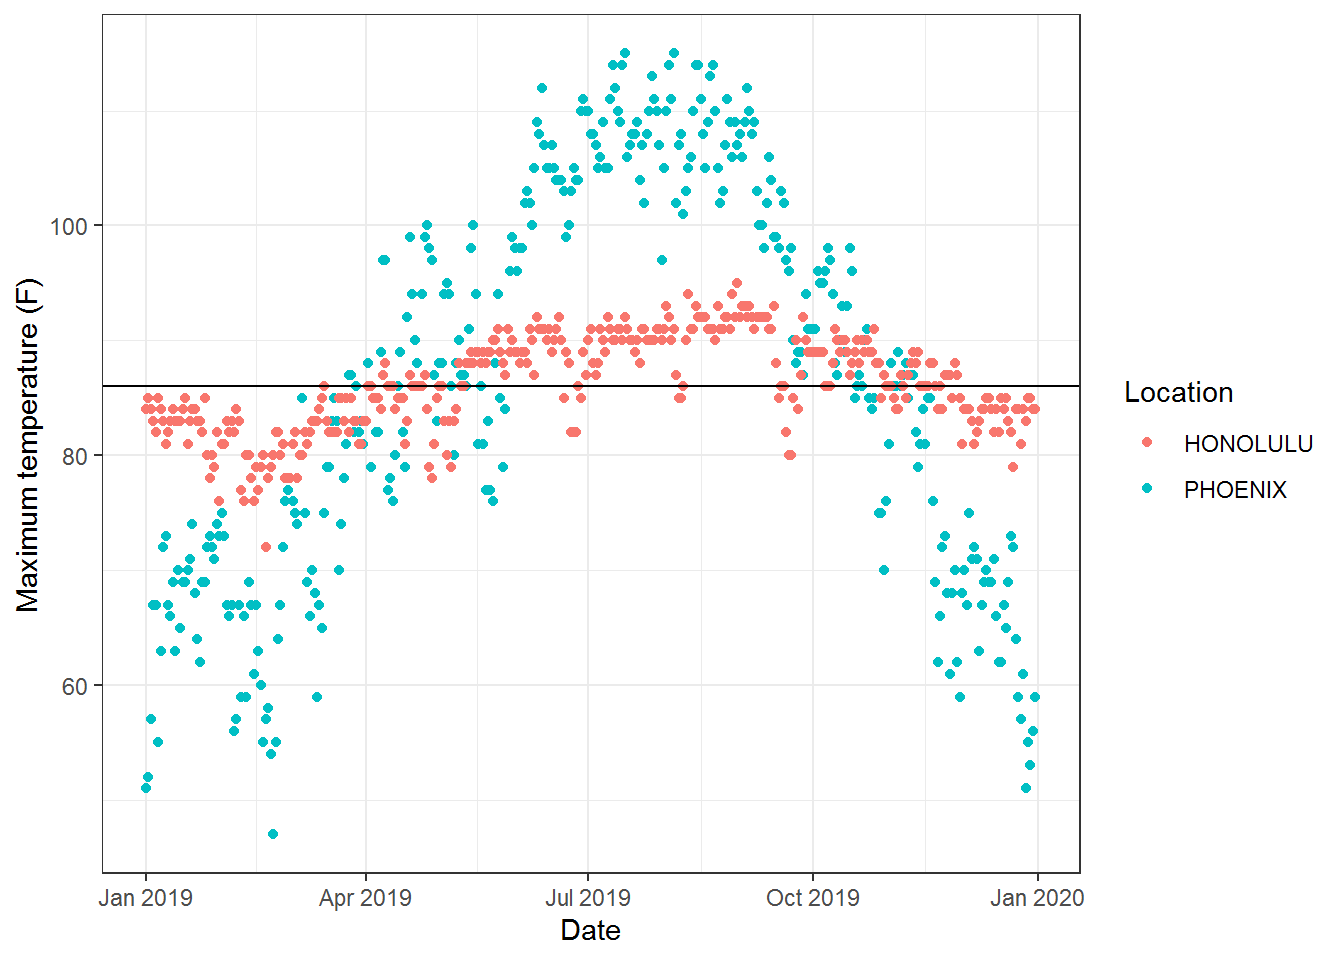 Maximum temperature (F)
100
80
60
Jan 2019
Apr 2019
Jul 2019
Oct 2019
Jan 2020
Date
Location
HONOLULU
PHOENIX